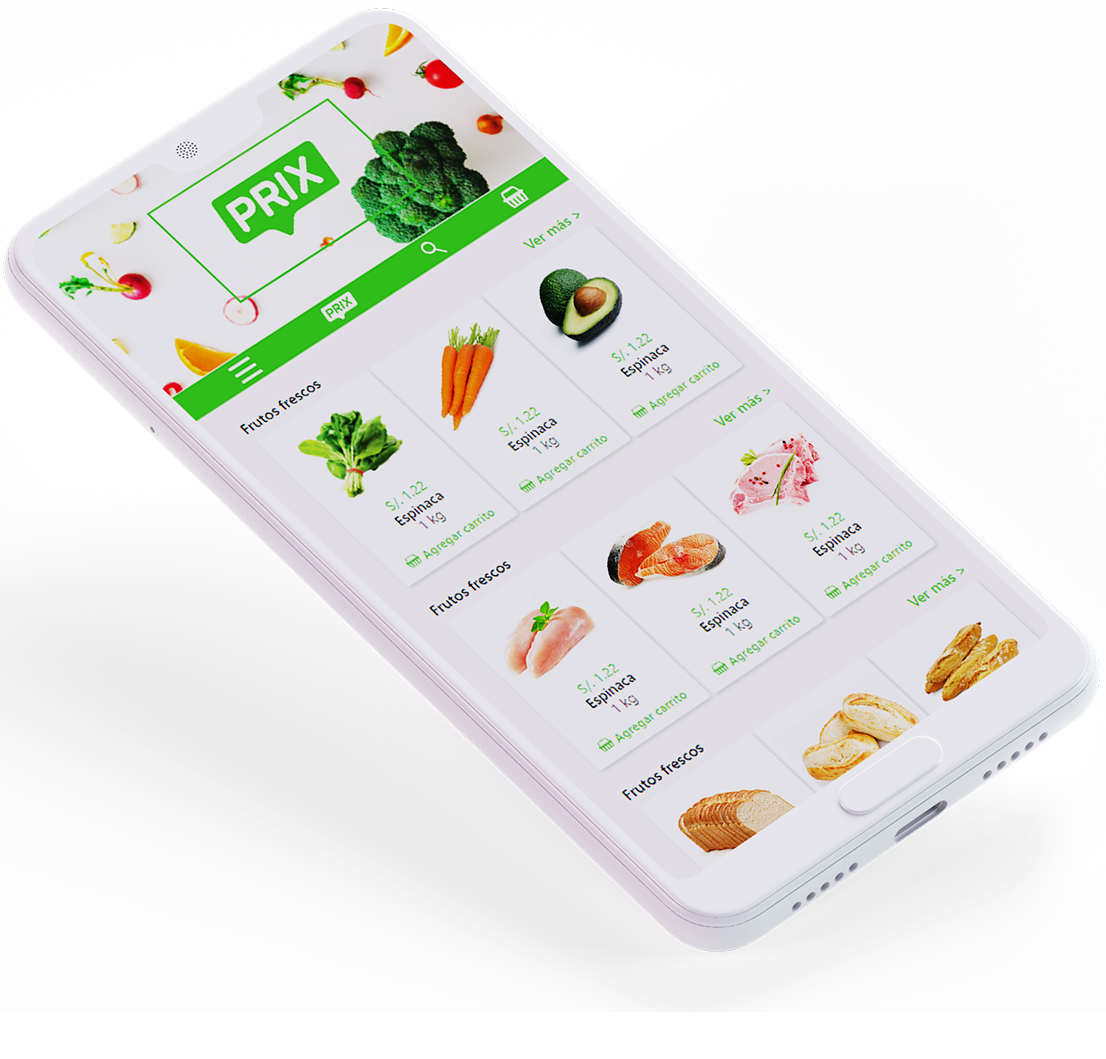 PRIX
PRIX
Frutos frescos
Ver más >
S/. 1.22
Espinaca
1 kg
Agregar carrito
S/. 1.22
Espinaca
1 kg
Agregar carrito
S/. 1.22
Espinaca
1 kg
Agregar carrito
Frutos frescos
Ver más >
S/. 1.22
Espinaca
1 kg
Agregar carrito
S/. 1.22
Espinaca
1 kg
Agregar carrito
S/. 1.22
Espinaca
1 kg
Agregar carrito
Frutos frescos
Ver más >